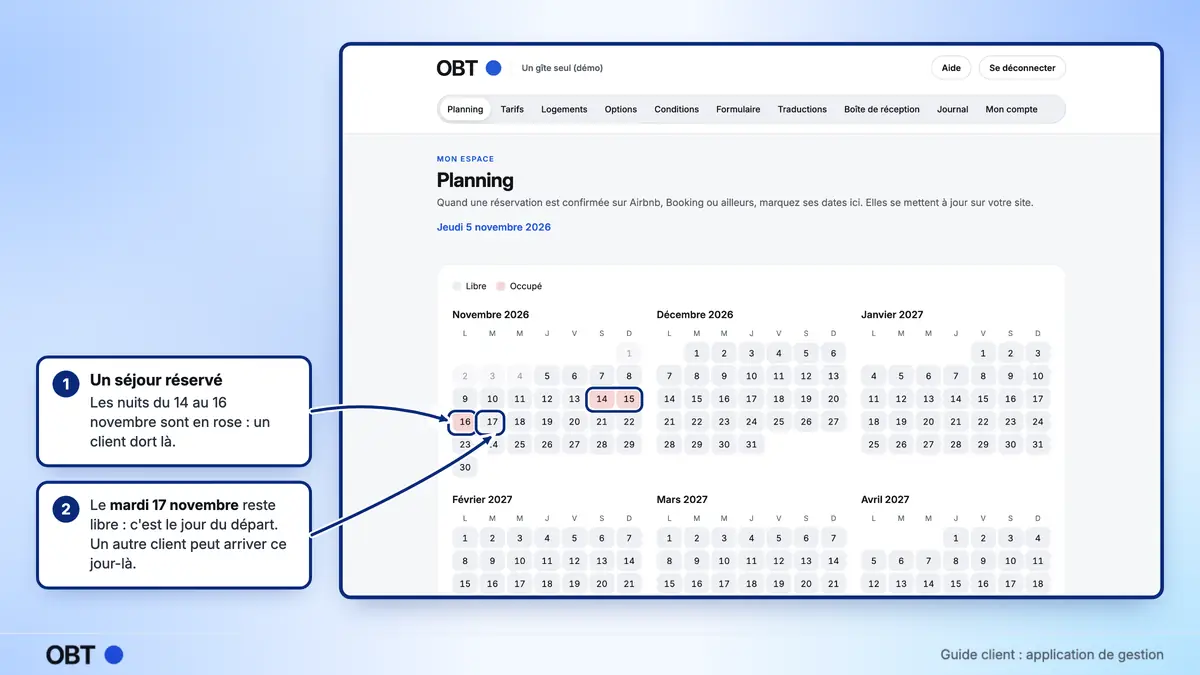 OBT
Un gîte seul (démo)
Aide
Se déconnecter
Planning Tarifs Logements Options Conditions Formulaire Traductions Boîte de réception Journal Mon compte
MON ESPACE
Planning
Quand une réservation est confirmée sur Airbnb, Booking ou ailleurs, marquez ses dates ici. Elles se mettent à jour sur votre site.
Jeudi 5 novembre 2026
Libre Occupé
Novembre 2026
L M M J V S D
1
2 3 4 5 6 7 8
9 10 11 12 13 14 15
16 17 18 19 20 21 22
23 24 25 26 27 28 29
30
Décembre 2026
L M M J V S D
1 2 3 4 5 6
7 8 9 10 11 12 13
14 15 16 17 18 19 20
21 22 23 24 25 26 27
28 29 30 31
Janvier 2027
L M M J V S D
1 2 3
4 5 6 7 8 9 10
11 12 13 14 15 16 17
18 19 20 21 22 23 24
25 26 27 28 29 30 31
Février 2027
L M M J V S D
1 2 3 4 5 6 7
8 9 10 11 12 13 14
15 16 17 18 19 20 21
Mars 2027
L M M J V S D
1 2 3 4 5 6 7
8 9 10 11 12 13 14
15 16 17 18 19 20 21
Avril 2027
L M M J V S D
1 2 3 4
5 6 7 8 9 10 11
12 13 14 15 16 17 18
1
Un séjour réservé
Les nuits du 14 au 16
novembre sont en rose : un
client dort là.
2
Le mardi 17 novembre reste
libre : c'est le jour du départ.
Un autre client peut arriver ce
jour-là.
OBT
Guide client : application de gestion